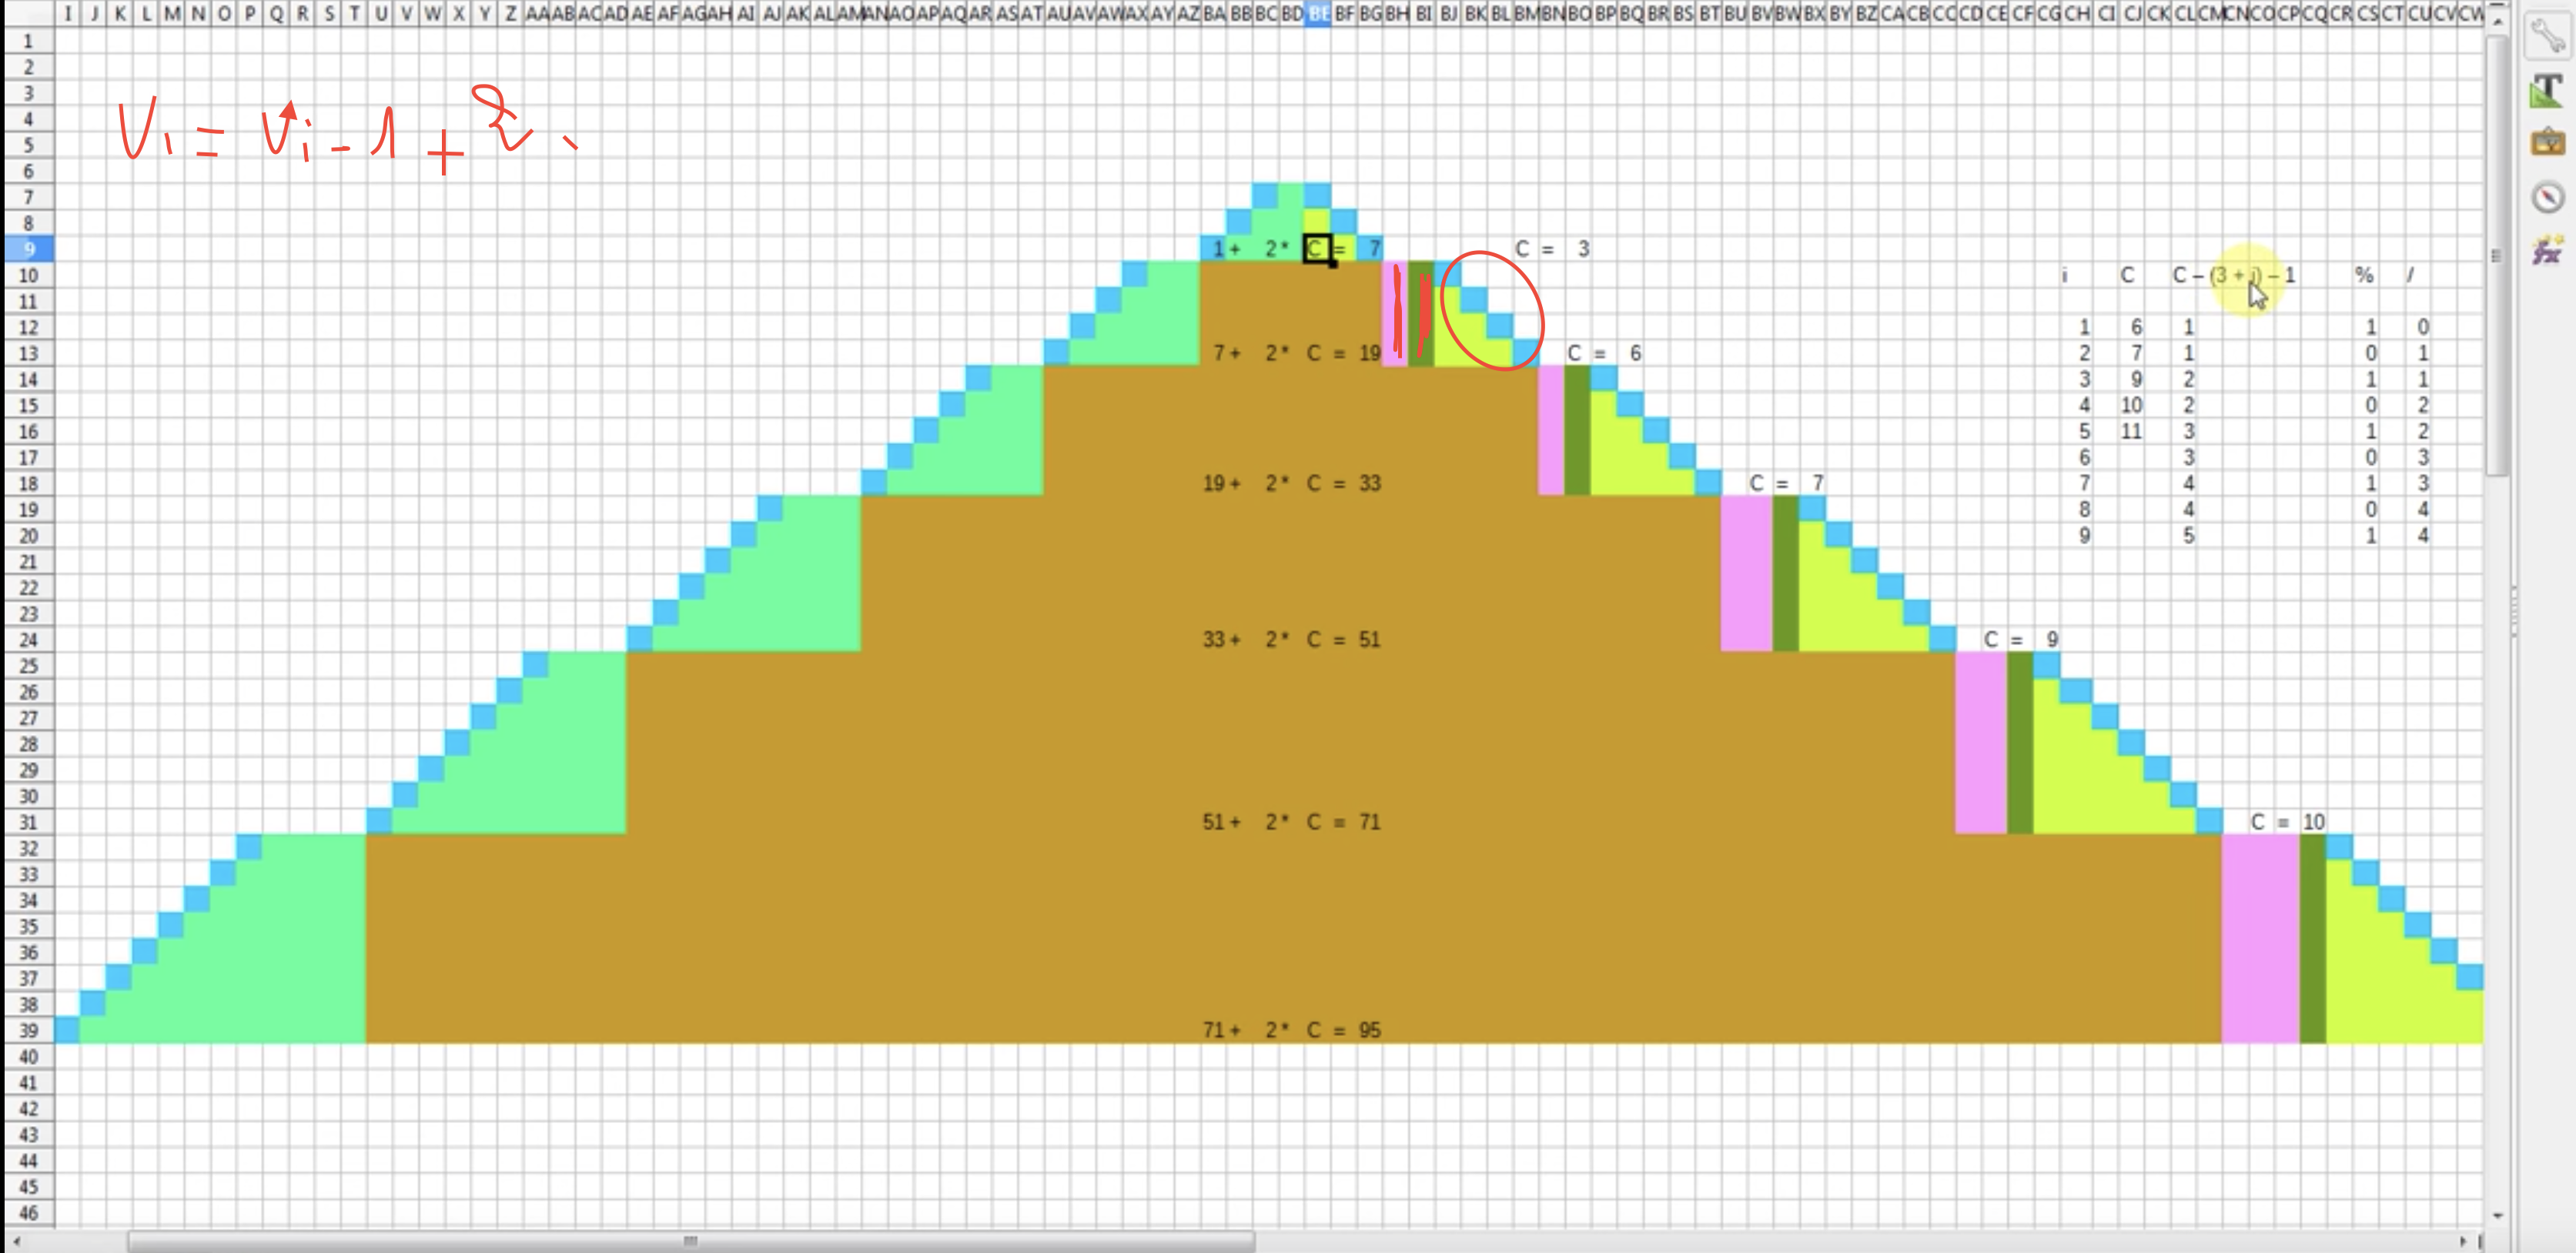 I J K L M N O P Q R S T U V W X Y Z AA AB AC AD AE AF AG AH AI AJ AK AL AM AN AO AP AQ AR AS AT AU AV AW AX AY AZ BA BB BC BD BE BF BG BH BI BJ BK BL BM BN BO BP BQ BR BS BT BU BV BW BX BY BZ CA CB CC CD CE CF CG CH CI CJ CK CL CM CN CO CP CQ CR CS CT CU CV CW
1
2
3
4
5
Vi = Vi-1 + 2 .
6
7
8
9 1 + 2 * C = 7 C = 3
10 i C C – (3 + i) – 1 % /
11
12 1 6 1 1 0
13 7 + 2 * C = 19 C = 6 2 7 1 0 1
14 3 9 2 1 1
15 4 10 2 0 2
16 5 11 3 1 2
17 6 3 0 3
18 19 + 2 * C = 33 C = 7 7 4 1 3
19 8 4 0 4
20 9 5 1 4
21
22
23
24 33 + 2 * C = 51 C = 9
25
26
27
28
29
30
31 51 + 2 * C = 71 C = 10
32
33
34
35
36
37
38
39 71 + 2 * C = 95
40
41
42
43
44
45
46